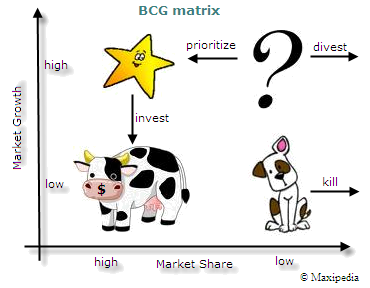 BCG matrix
prioritize
divest
high
Market Growth
invest
low
$
kill
high
Market Share
low
© Maxipedia